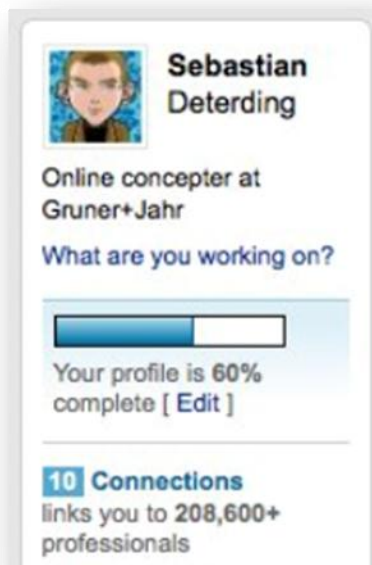 Sebastian
Deterding
Online concepter at
Gruner+Jahr
What are you working on?
Your profile is 60%
complete [ Edit ]
10 Connections
links you to 208,600+
professionals